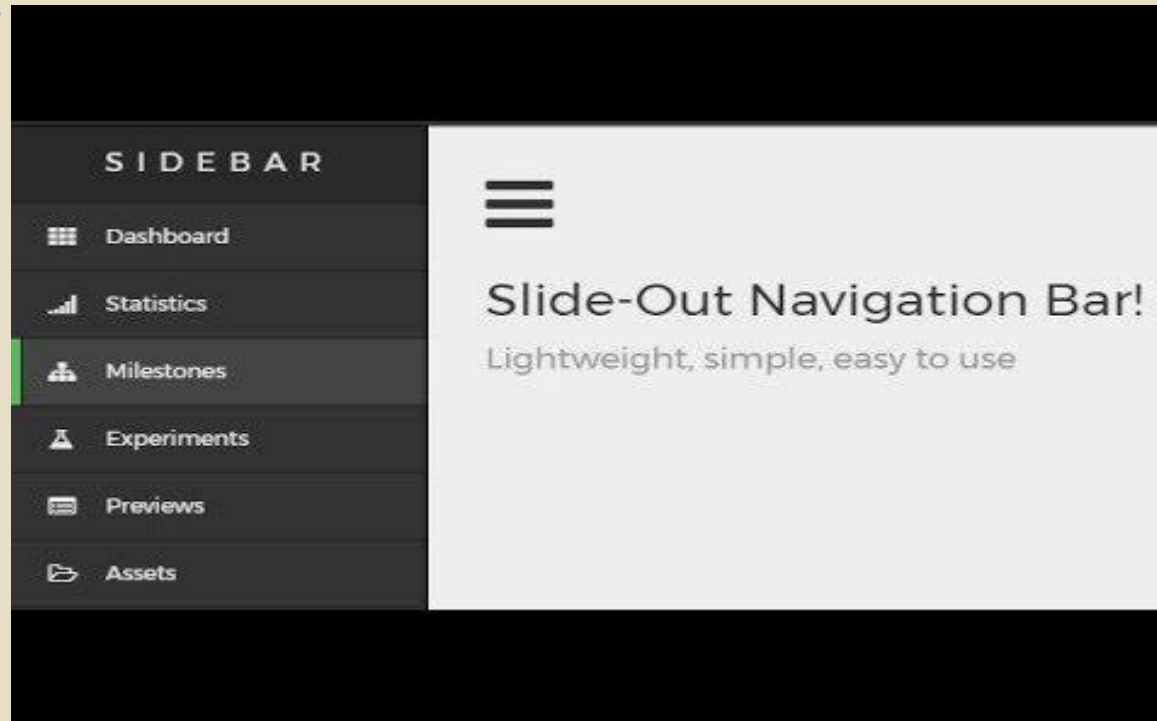 SIDEBAR
Dashboard
Statistics
Milestones
Experiments
Previews
Assets
Slide-Out Navigation Bar!
Lightweight, simple, easy to use